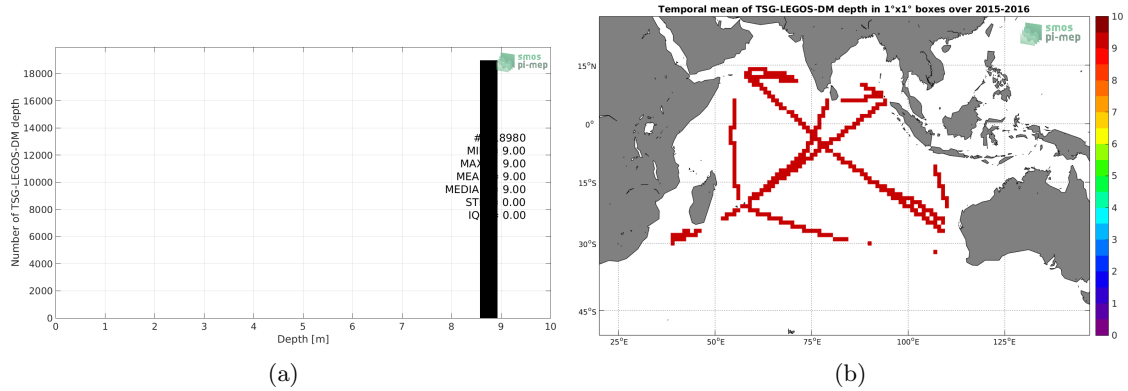 Temporal mean of TSG-LEGOS-DM depth in 1°x1° boxes over 2015-2016
smos
pi-mep
18000
16000
14000
12000
10000
8000
6000
4000
2000
0
Number of TSG-LEGOS-DM depth
8980
9.00
9.00
9.00
9.00
0.00
0.00
0 1 2 3 4 5 6 7 8 9 10
Depth [m]
(a)
smos
pi-mep
15°N
0°
15°S
30°S
45°S
25°E 50°E 75°E 100°E 125°E
10
9
8
7
6
5
4
3
2
1
0
(b)